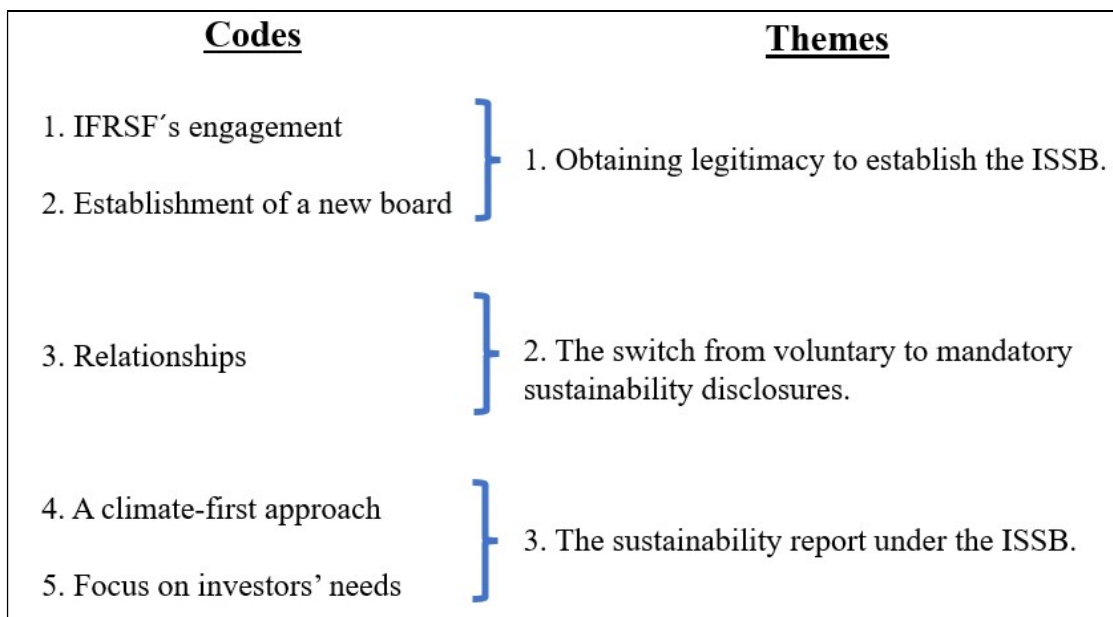 Codes
Themes
1. IFRSF´s engagement
2. Establishment of a new board
1. Obtaining legitimacy to establish the ISSB.
3. Relationships
2. The switch from voluntary to mandatory
sustainability disclosures.
4. A climate-first approach
5. Focus on investors’ needs
3. The sustainability report under the ISSB.